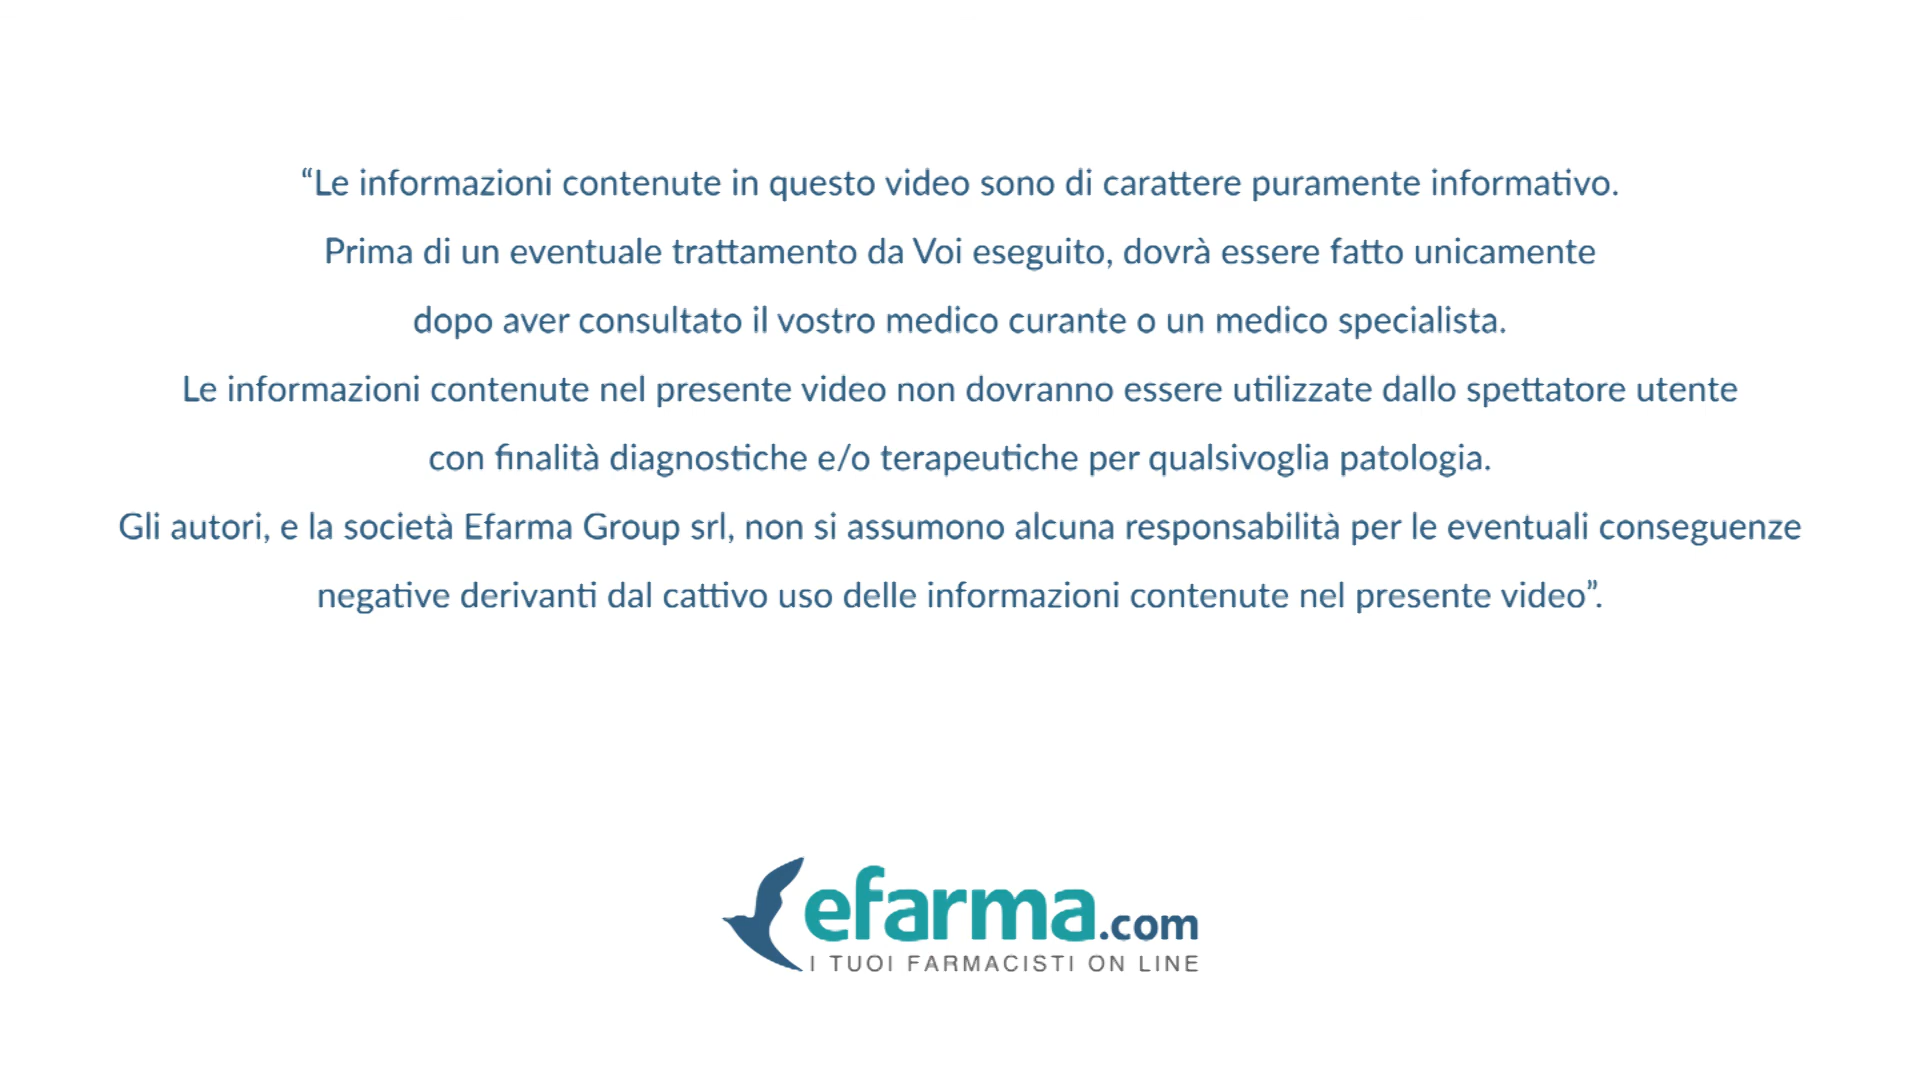 “Le informazioni contenute in questo video sono di carattere puramente informativo.
Prima di un eventuale trattamento da Voi eseguito, dovrà essere fatto unicamente
dopo aver consultato il vostro medico curante o un medico specialista.
Le informazioni contenute nel presente video non dovranno essere utilizzate dallo spettatore utente
con finalità diagnostiche e/o terapeutiche per qualsivoglia patologia.
Gli autori, e la società Efarma Group srl, non si assumono alcuna responsabilità per le eventuali conseguenze
negative derivanti dal cattivo uso delle informazioni contenute nel presente video”.
efarma.com
I TUOI FARMACISTI ON LINE